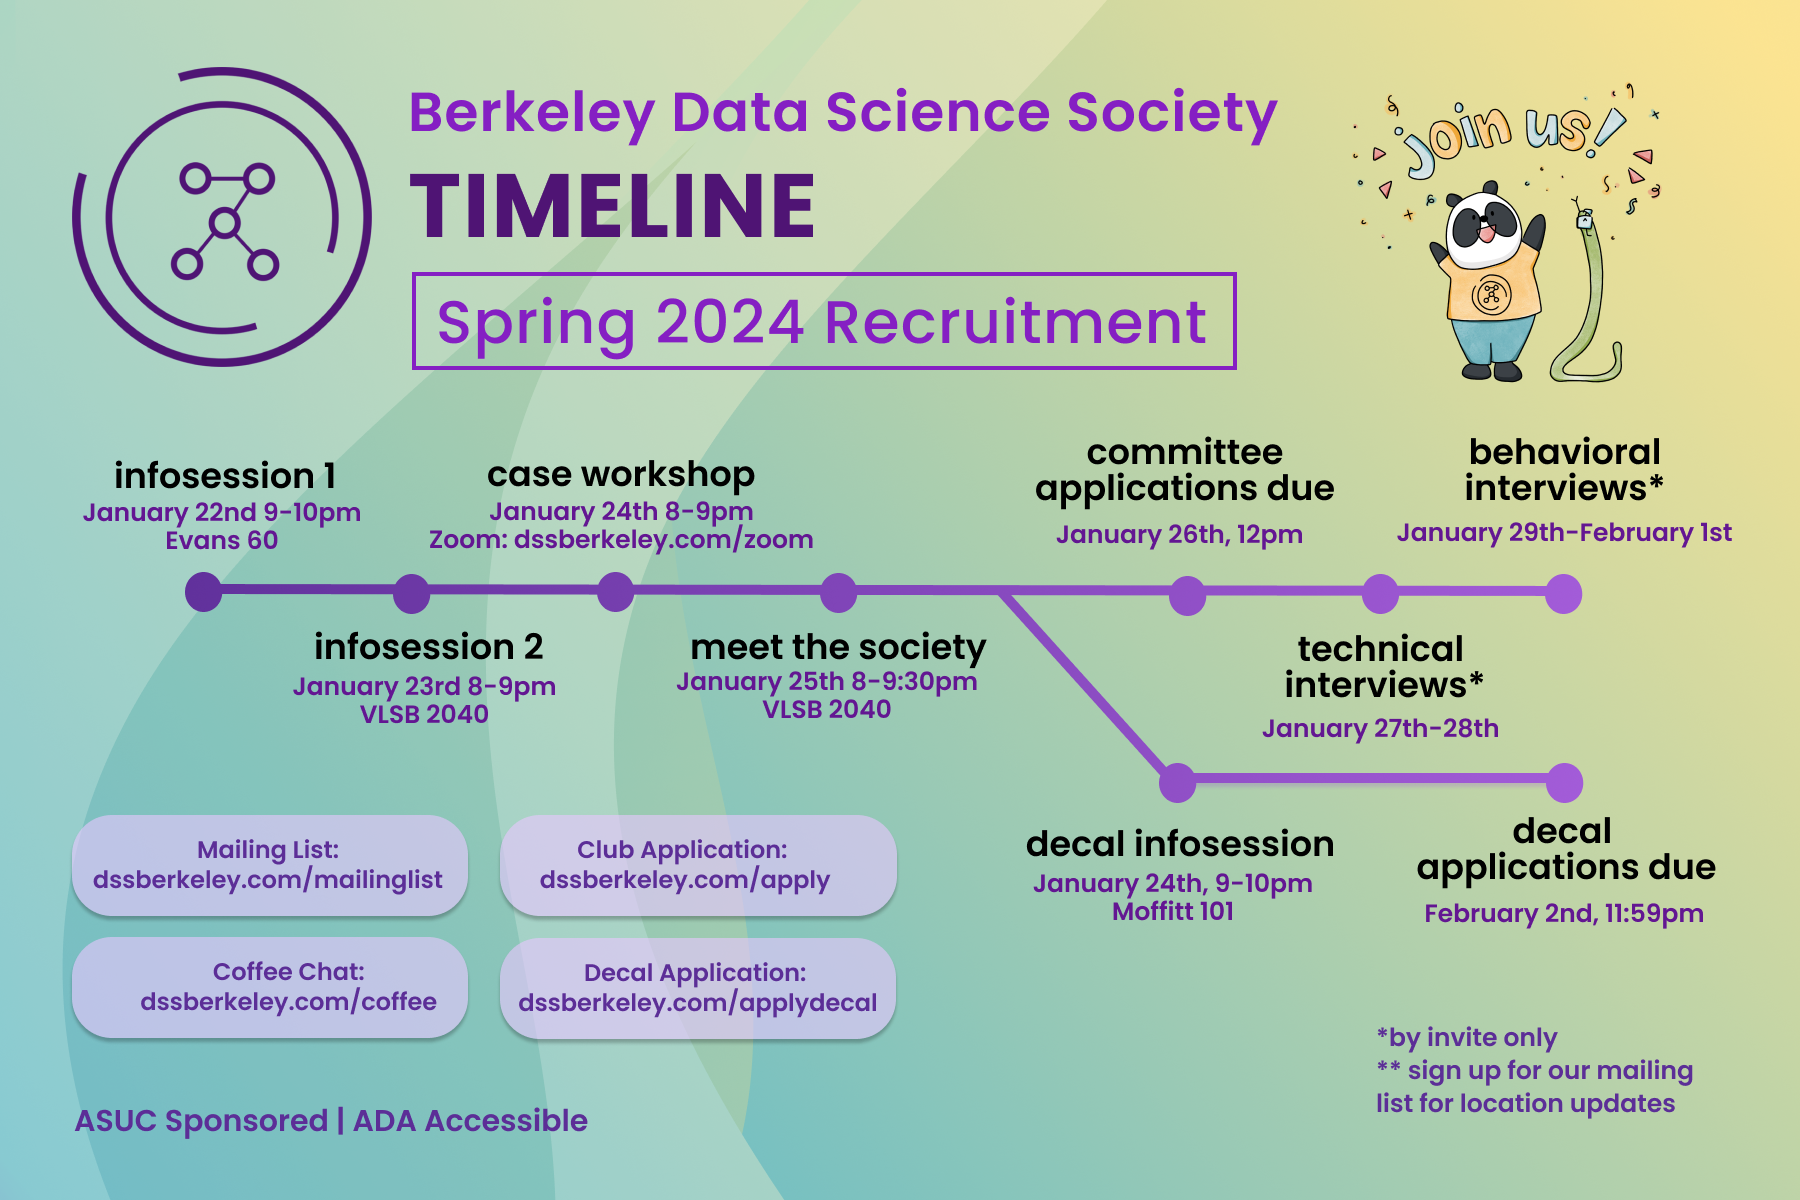 Berkeley Data Science Society
TIMELINE
Spring 2024 Recruitment
Join us!
infosession 1
January 22nd 9-10pm
Evans 60
case workshop
January 24th 8-9pm
Zoom: dssberkeley.com/zoom
committee
applications due
January 26th, 12pm
behavioral
interviews*
January 29th-February 1st
infosession 2
January 23rd 8-9pm
VLSB 2040
meet the society
January 25th 8-9:30pm
VLSB 2040
technical
interviews*
January 27th-28th
decal infosession
January 24th, 9-10pm
Moffitt 101
decal
applications due
February 2nd, 11:59pm
Mailing List:
dssberkeley.com/mailinglist
Club Application:
dssberkeley.com/apply
Coffee Chat:
dssberkeley.com/coffee
Decal Application:
dssberkeley.com/applydecal
*by invite only
** sign up for our mailing
list for location updates
ASUC Sponsored | ADA Accessible